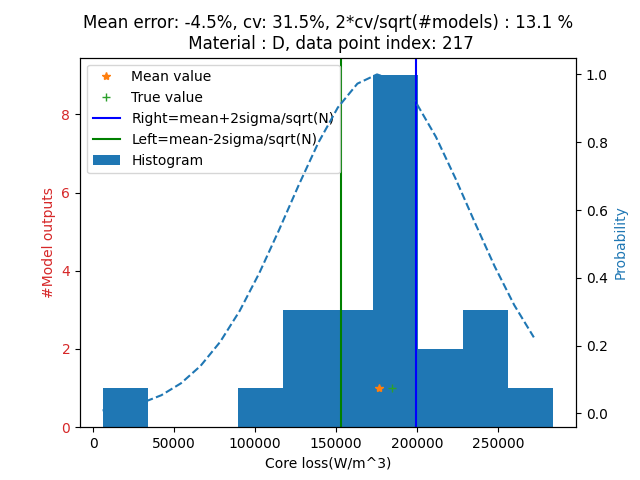 Mean error: -4.5%, cv: 31.5%, 2*cv/sqrt(#models) : 13.1 %
Material : D, data point index: 217
Mean value
True value
Right=mean+2sigma/sqrt(N)
Left=mean-2sigma/sqrt(N)
Histogram
#Model outputs
0
2
4
6
8
Probability
0.0
0.2
0.4
0.6
0.8
1.0
0
50000
100000
150000
200000
250000
Core loss(W/m^3)